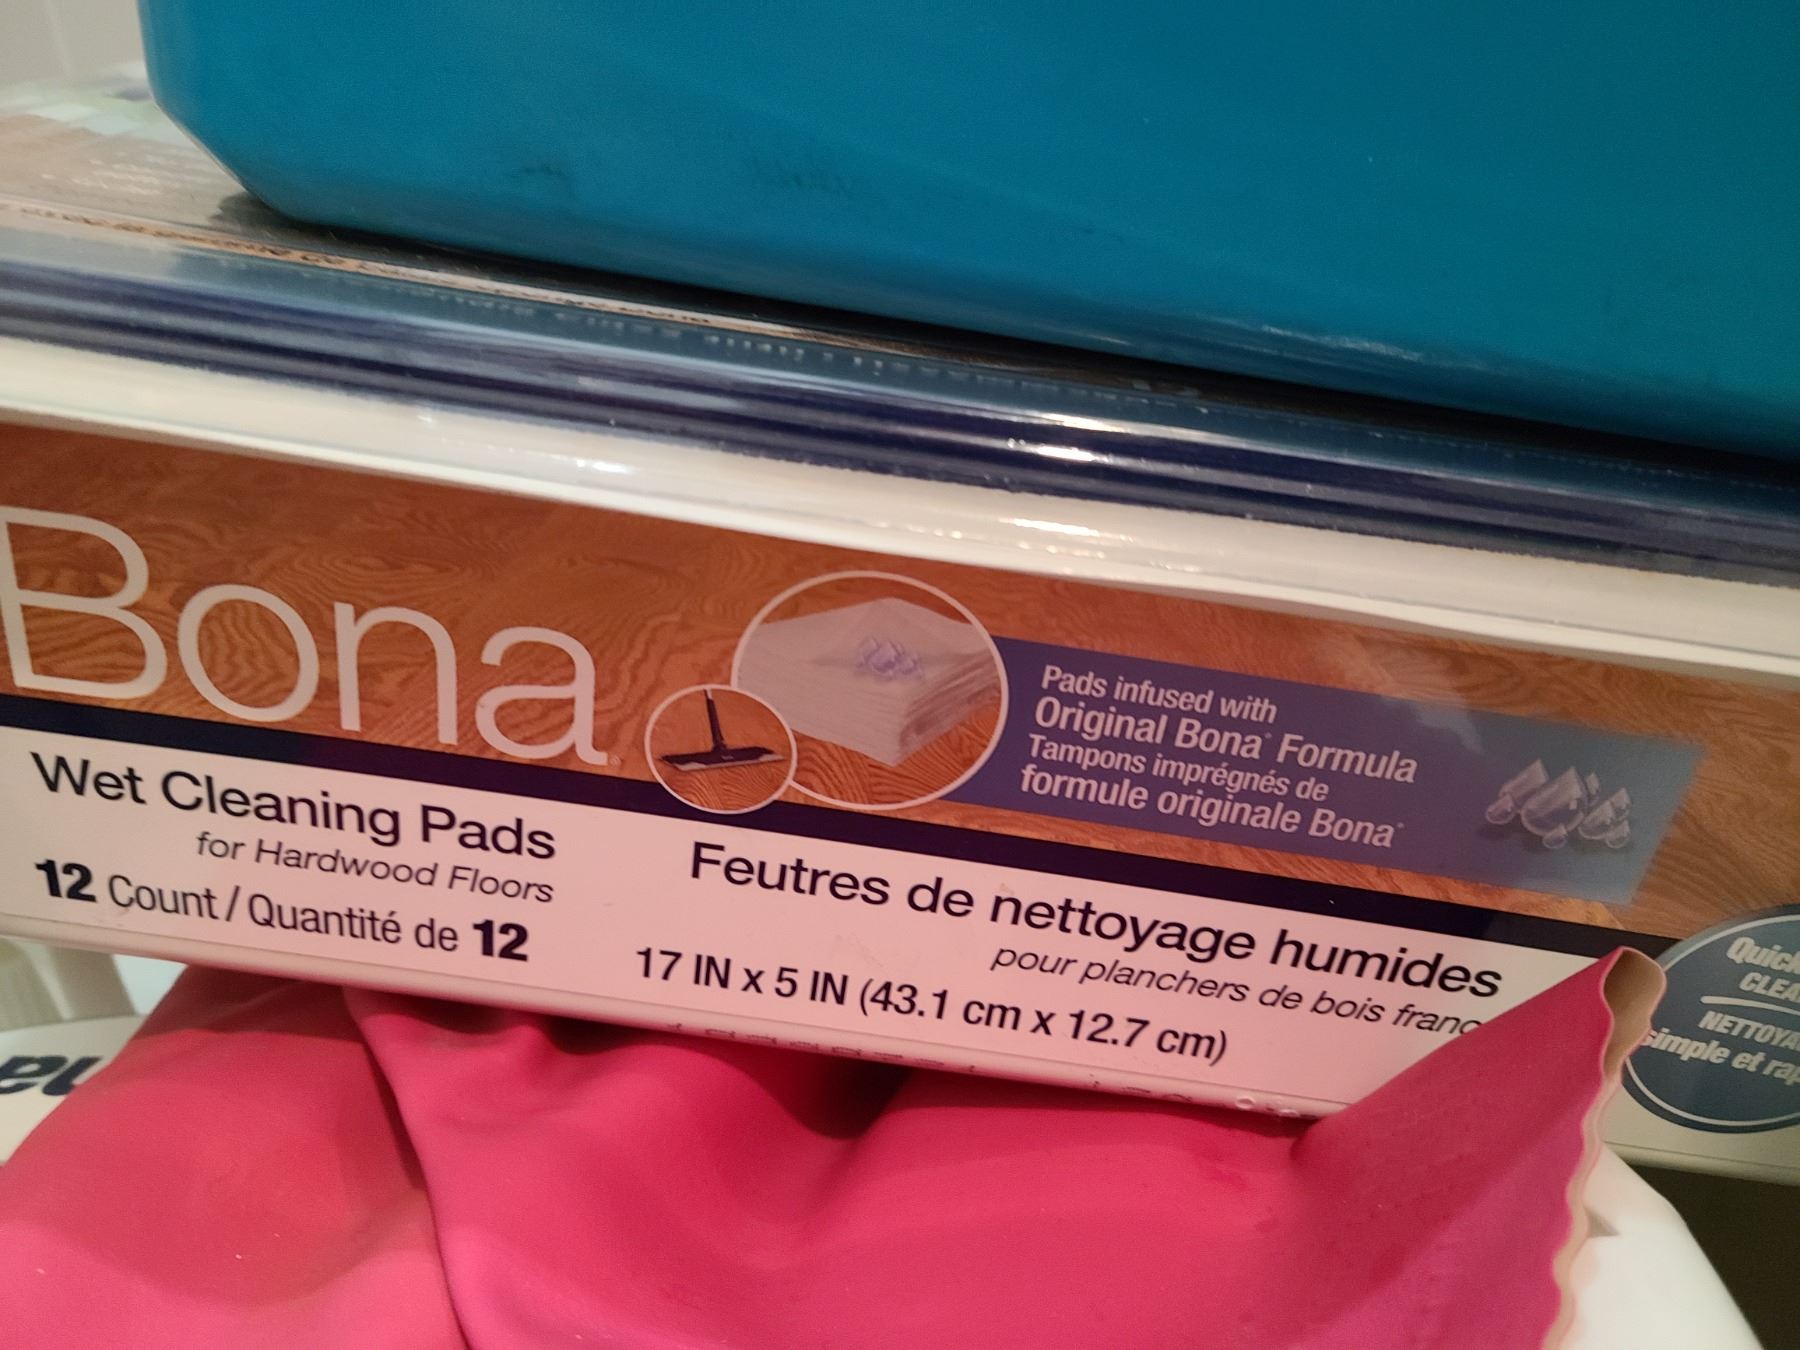 Bona
Pads infused with
Original Bona® Formula
Tampons imprégnés de
formule originale Bona®
Wet Cleaning Pads
for Hardwood Floors
12 Count / Quantité de 12
Feutres de nettoyage humides
pour planchers de bois
17 IN x 5 IN (43.1 cm x 12.7 cm)
simple et